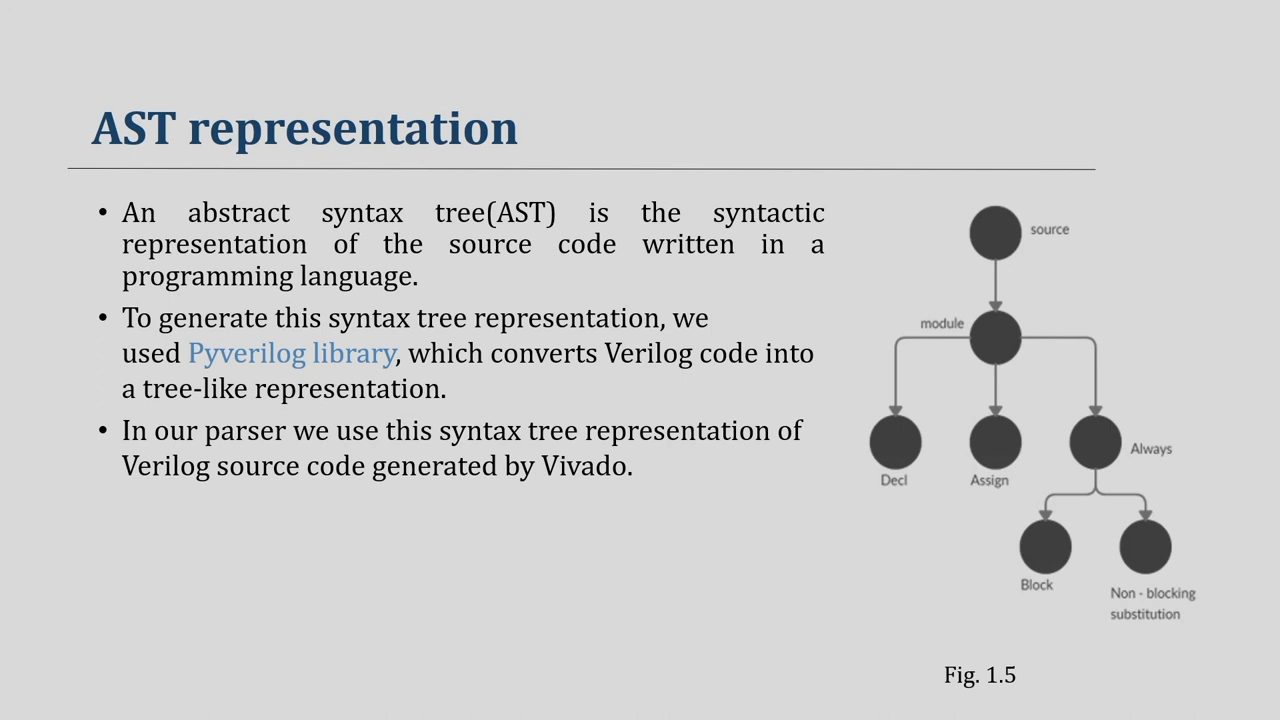 AST representation
• An abstract syntax tree(AST) is the syntactic
representation of the source code written in a
programming language.
• To generate this syntax tree representation, we
used Pyverilog library, which converts Verilog code into
a tree-like representation.
• In our parser we use this syntax tree representation of
Verilog source code generated by Vivado.
source
module
Decl
Assign
Always
Block
Non - blocking
substitution
Fig. 1.5